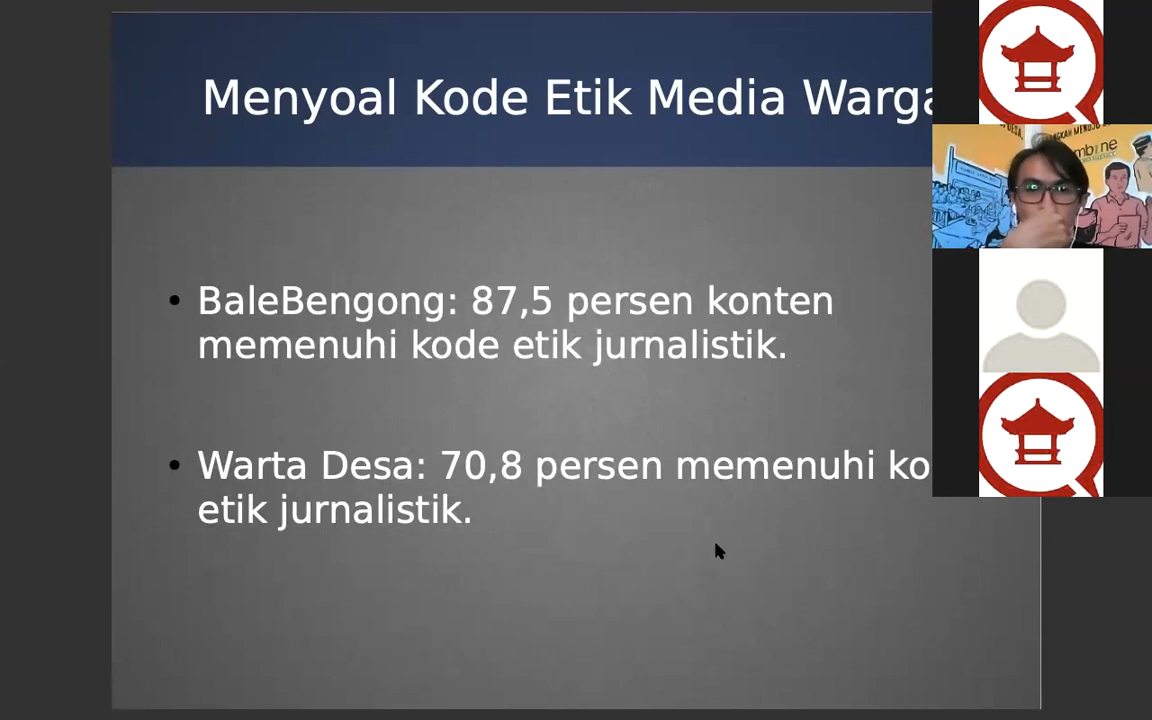 Menyoal Kode Etik Media Warga
BaleBengong: 87,5 persen konten
memenuhi kode etik jurnalistik.
Warta Desa: 70,8 persen memenuhi ko
etik jurnalistik.